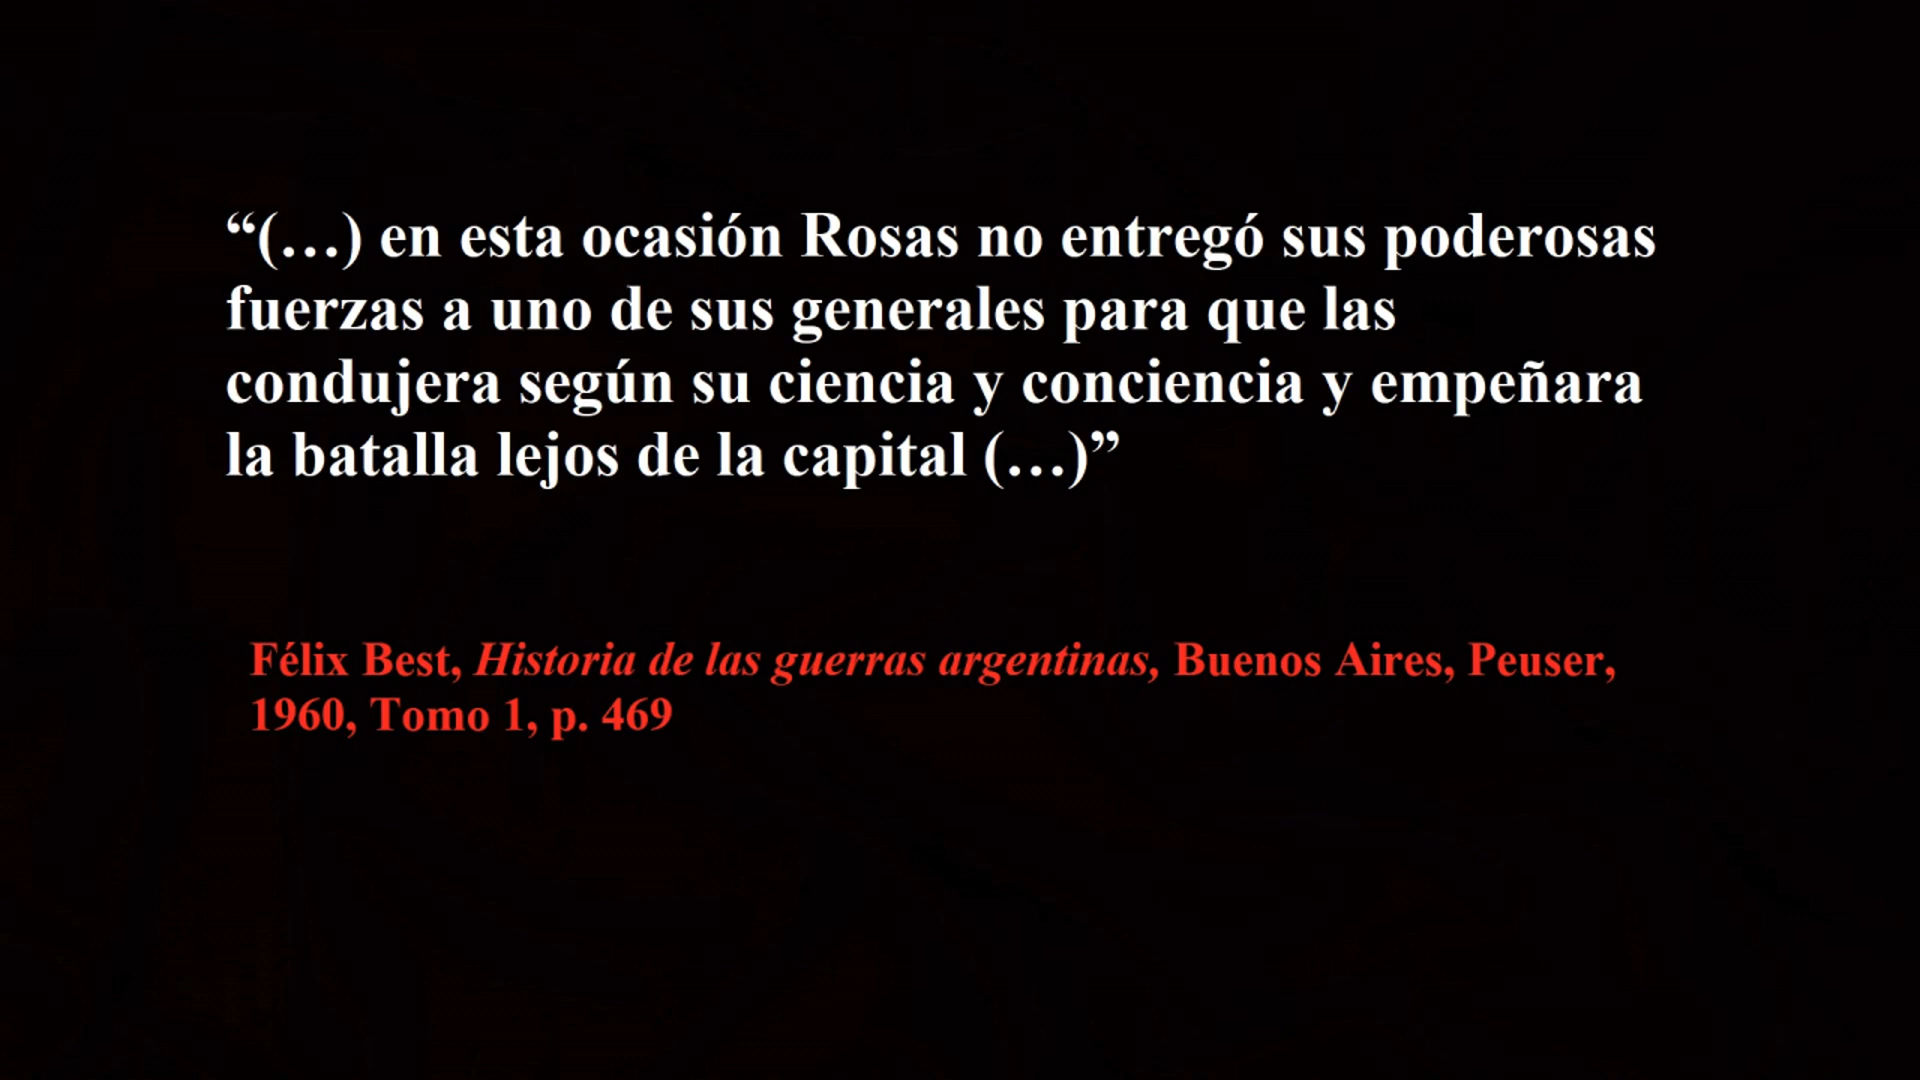 “(…) en esta ocasión Rosas no entregó sus poderosas
fuerzas a uno de sus generales para que las
condujera según su ciencia y conciencia y empeñara
la batalla lejos de la capital (…)”
Félix Best, Historia de las guerras argentinas, Buenos Aires, Peuser,
1960, Tomo 1, p. 469